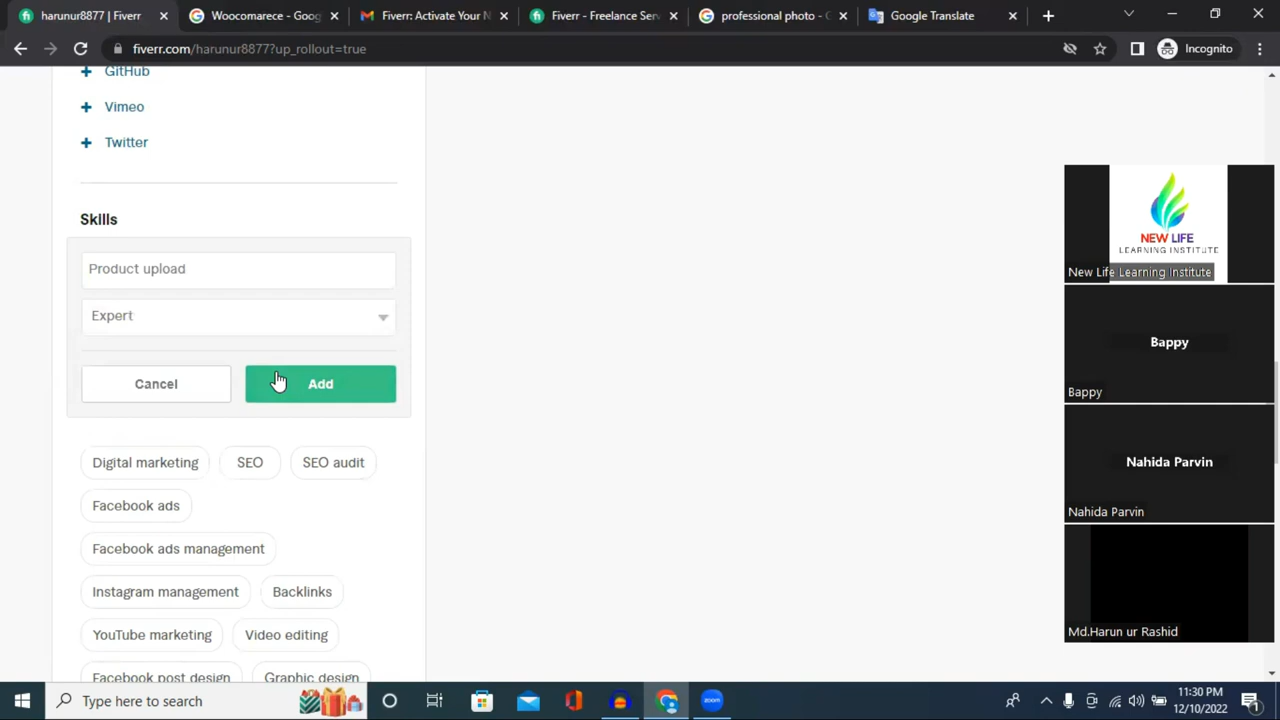 harunur8877 | Fiverr
Woocomarece - Goog
Fiverr: Activate Your N
Fiverr - Freelance Serv
professional photo - G
Google Translate
fiverr.com/harunur8877?up_rollout=true
Incognito
GitHub
Vimeo
Twitter
Skills
Product upload
Expert
Cancel
Add
Digital marketing
SEO
SEO audit
Facebook ads
Facebook ads management
Instagram management
Backlinks
YouTube marketing
Video editing
Facebook post design
Graphic design
NEW LIFE
LEARNING INSTITUTE
New Life Learning Institute
Bappy
Bappy
Nahida Parvin
Nahida Parvin
Md.Harun ur Rashid
Type here to search
zoom
11:30 PM
12/10/2022
1